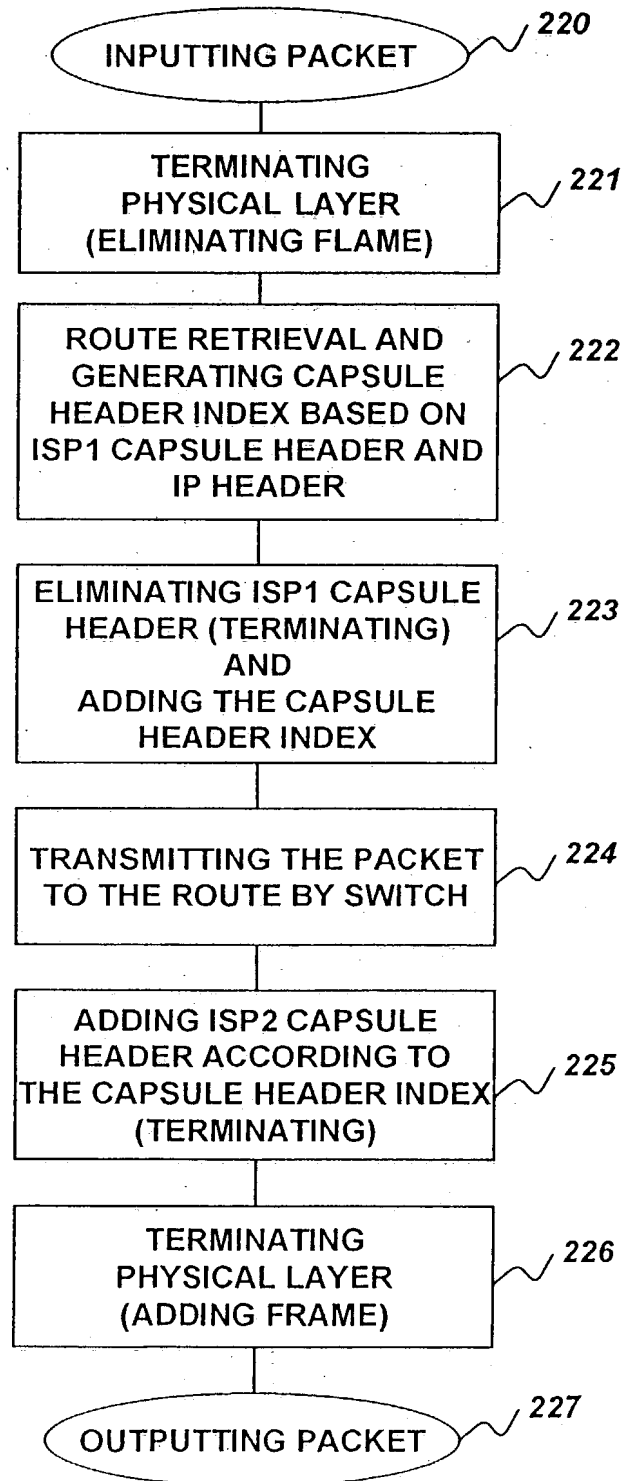 INPUTTING PACKET
220
TERMINATING
PHYSICAL LAYER
(ELIMINATING FLAME)
221
ROUTE RETRIEVAL AND
GENERATING CAPSULE
HEADER INDEX BASED ON
ISP1 CAPSULE HEADER AND
IP HEADER
222
ELIMINATING ISP1 CAPSULE
HEADER (TERMINATING)
AND
ADDING THE CAPSULE
HEADER INDEX
223
TRANSMITTING THE PACKET
TO THE ROUTE BY SWITCH
224
ADDING ISP2 CAPSULE
HEADER ACCORDING TO
THE CAPSULE HEADER INDEX
(TERMINATING)
225
TERMINATING
PHYSICAL LAYER
(ADDING FRAME)
226
OUTPUTTING PACKET
227